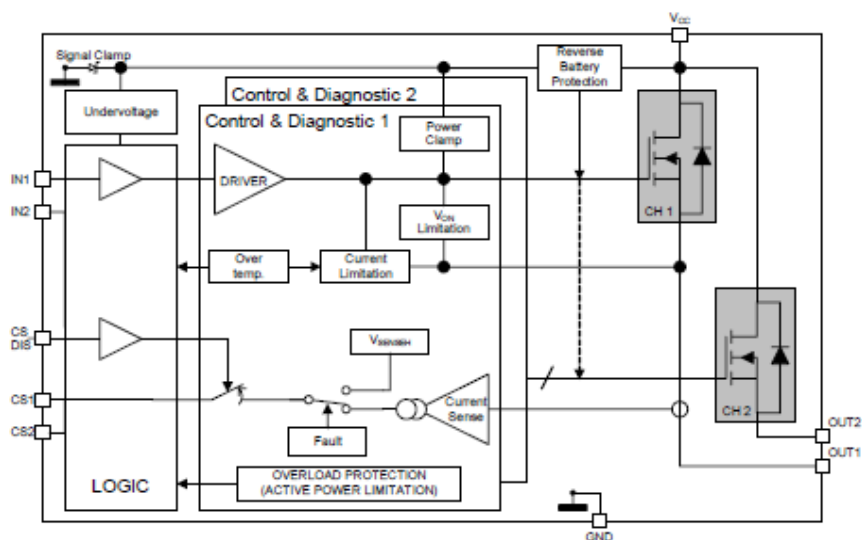 VCC
Signal Clamp
Reverse
Battery
Protection
Undervoltage
Control & Diagnostic 2
Control & Diagnostic 1
Power
Clamp
IN1
DRIVER
IN2
VON
Limitation
CH 1
Over
temp.
Current
Limitation
CS_
DIS
VSENSEH
CS1
Current
Sense
CH 2
OUT2
CS2
Fault
OUT1
LOGIC
OVERLOAD PROTECTION
(ACTIVE POWER LIMITATION)
GND